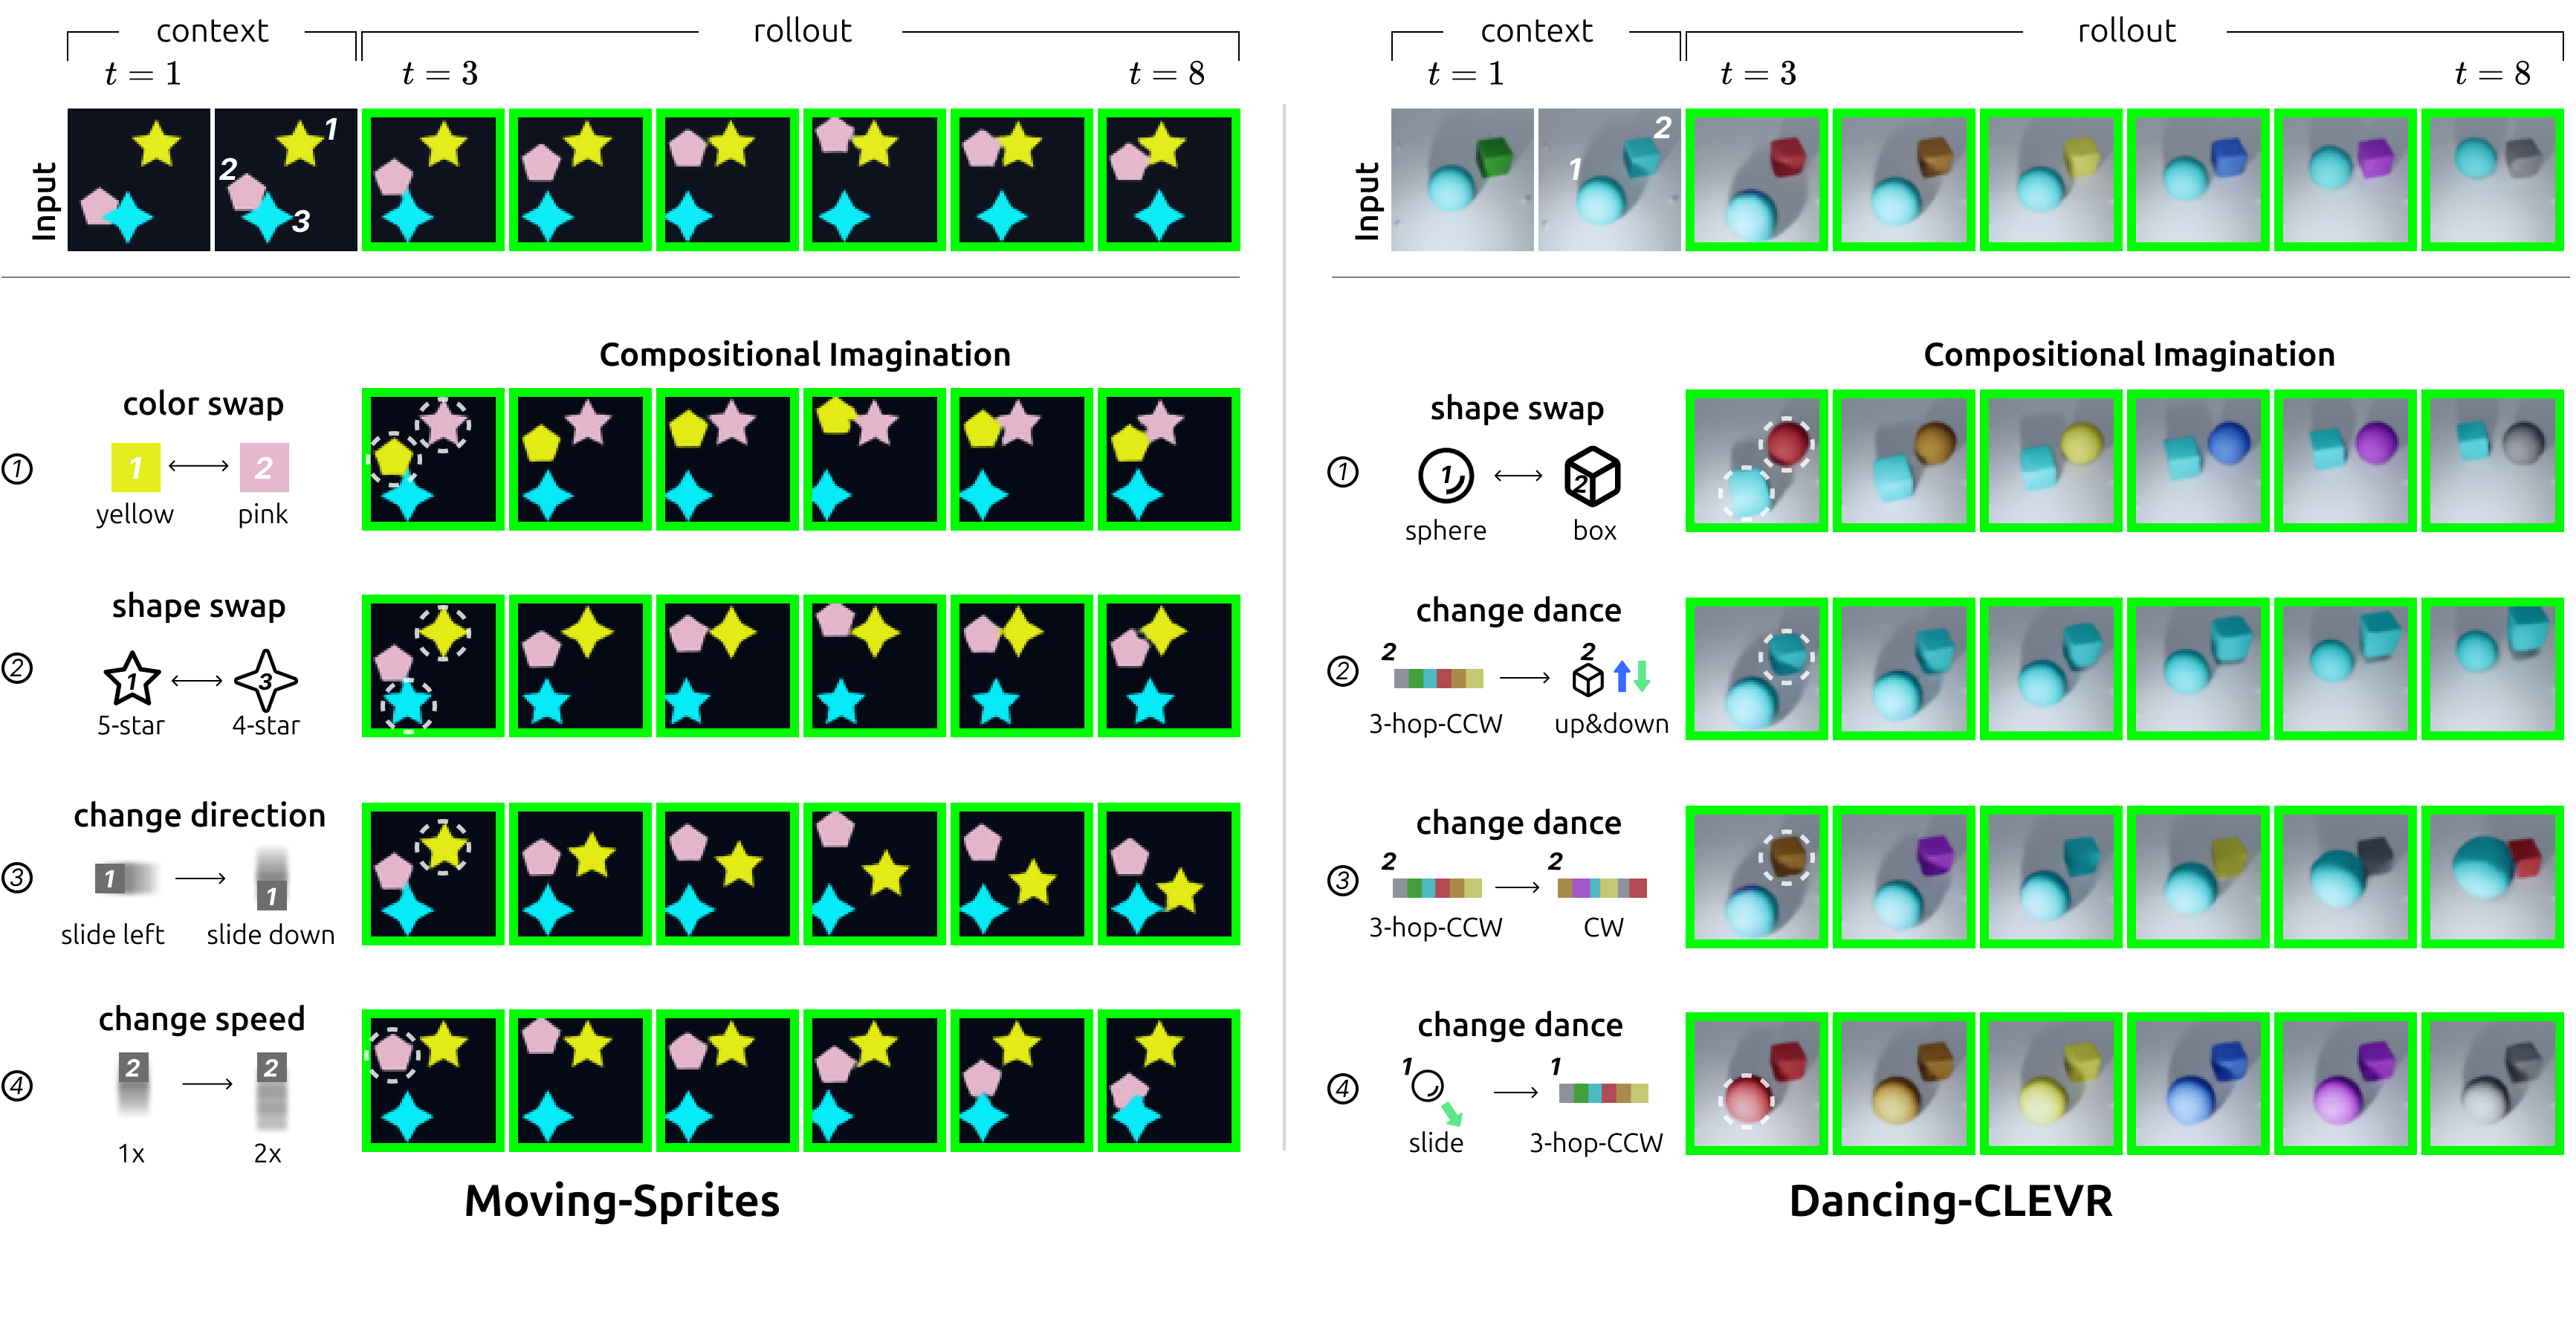 context
rollout
t = 1
t = 3
t = 8
Input
1
2
3
Compositional Imagination
1
color swap
1
2
yellow
pink
2
shape swap
1
3
5-star
4-star
3
change direction
1
1
slide left
slide down
4
change speed
2
2
1x
2x
Moving-Sprites
context
rollout
t = 1
t = 3
t = 8
Input
1
2
Compositional Imagination
1
shape swap
1
2
sphere
box
2
change dance
2
2
3-hop-CCW
up&down
3
change dance
2
2
3-hop-CCW
CW
4
change dance
1
1
slide
3-hop-CCW
Dancing-CLEVR